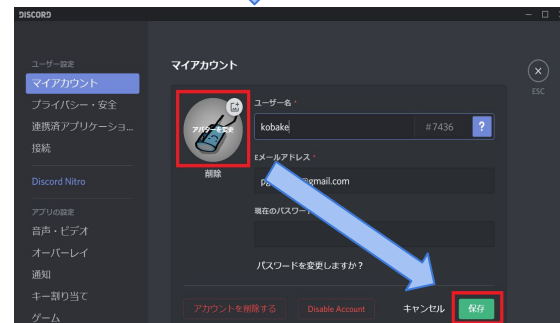 DISCORD
ユーザー設定
マイアカウント
プライバシー・安全
連携済アプリケーショ...
接続
Discord Nitro
アプリの設定
音声・ビデオ
オーバーレイ
通知
キー割り当て
ゲーム
マイアカウント
アバターを変更
削除
ユーザー名
kobake
#7436
?
Eメールアドレス
@gmail.com
現在のパスワード
パスワードを変更しますか？
アカウントを削除する
Disable Account
キャンセル
保存
ESC